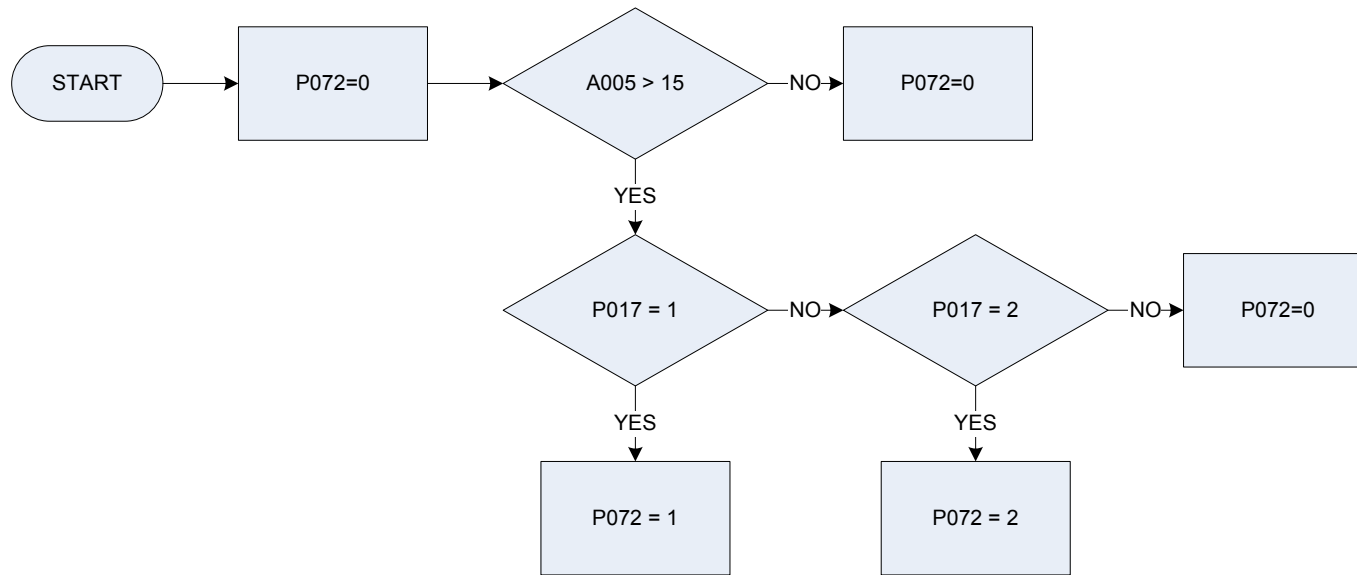 START
P072=0
A005 > 15
NO
P072=0
YES
P017 = 1
NO
P017 = 2
NO
P072=0
YES
YES
P072 = 1
P072 = 2